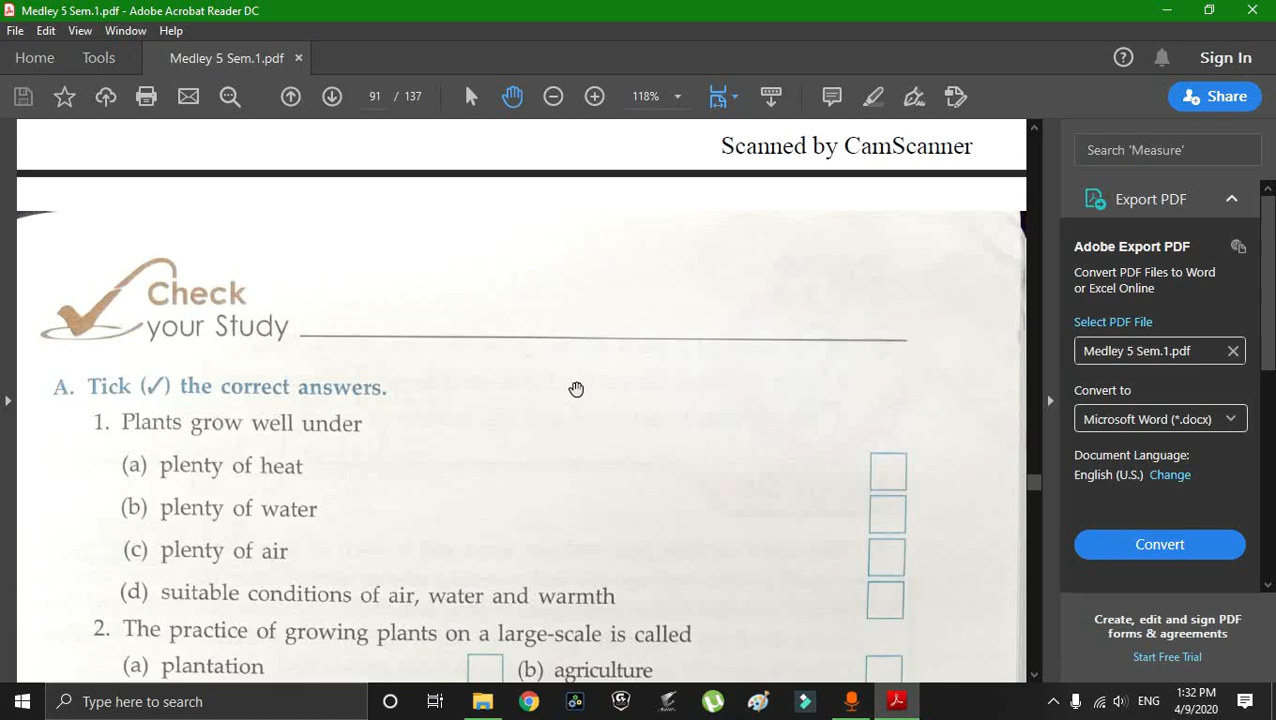 Medley 5 Sem.1.pdf - Adobe Acrobat Reader DC
File Edit View Window Help
Home Tools Medley 5 Sem.1.pdf × Sign In
91 / 137 118% Share
Scanned by CamScanner
Check
your Study
A. Tick (✓) the correct answers.
1. Plants grow well under
(a) plenty of heat
(b) plenty of water
(c) plenty of air
(d) suitable conditions of air, water and warmth
2. The practice of growing plants on a large-scale is called
(a) plantation (b) agriculture
Search 'Measure'
Export PDF
Adobe Export PDF
Convert PDF Files to Word
or Excel Online
Select PDF File
Medley 5 Sem.1.pdf
Convert to
Microsoft Word (*.docx)
Document Language:
English (U.S.) Change
Convert
Create, edit and sign PDF
forms & agreements
Start Free Trial
Type here to search
ENG
1:32 PM
4/9/2020